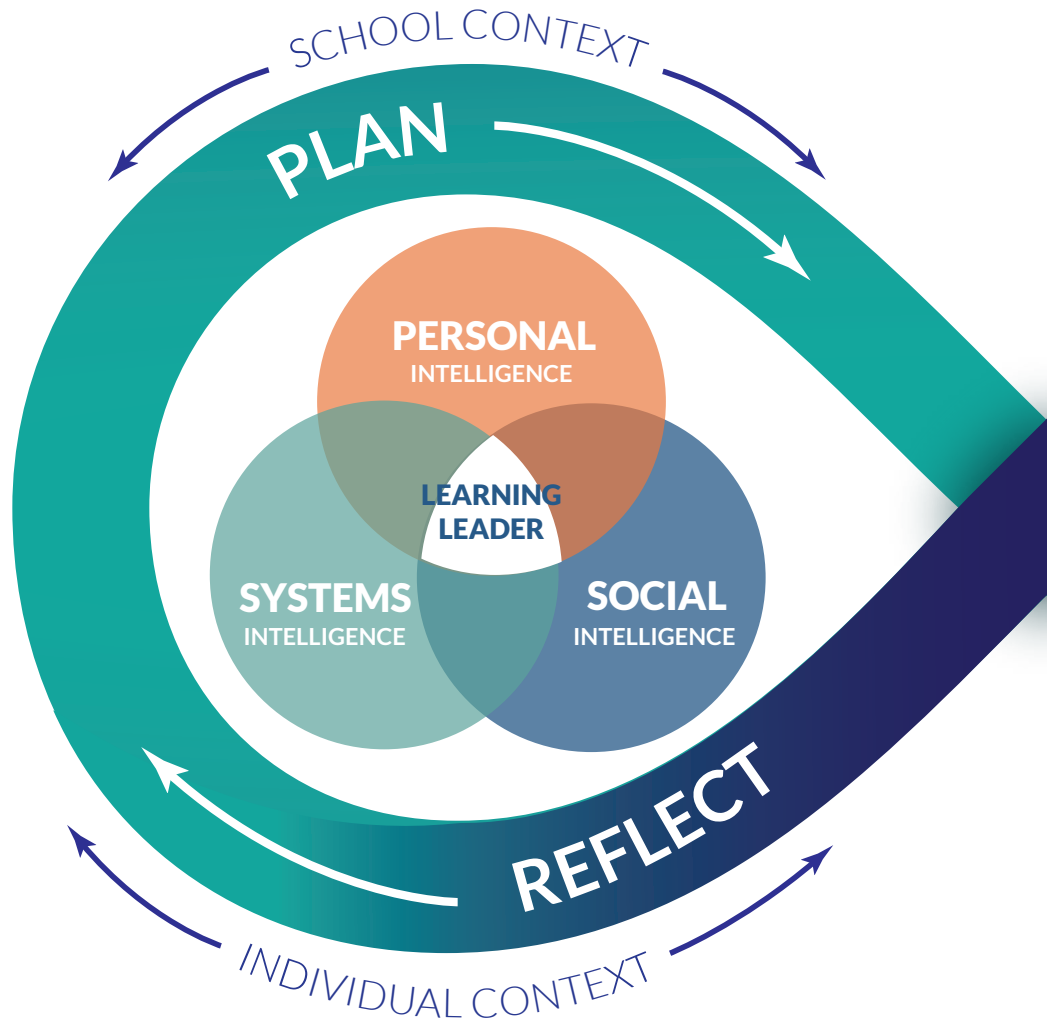 SCHOOL CONTEXT
PLAN
PERSONAL
INTELLIGENCE
LEARNING
LEADER
SYSTEMS
INTELLIGENCE
SOCIAL
INTELLIGENCE
REFLECT
INDIVIDUAL CONTEXT